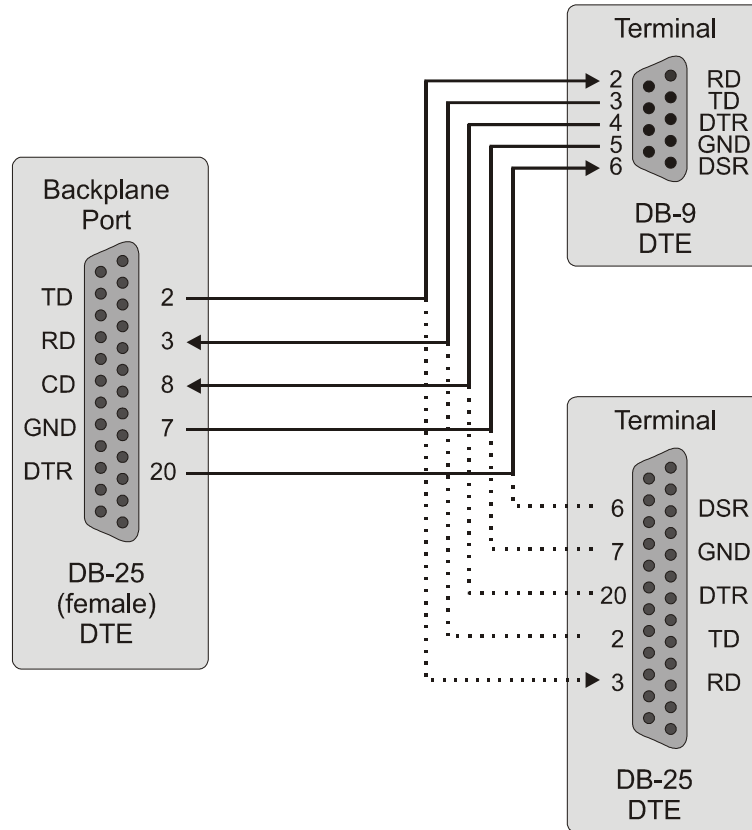 Terminal
2 RD
3 TD
4 DTR
5 GND
6 DSR
DB-9
DTE
Backplane
Port
TD 2
RD 3
CD 8
GND 7
DTR 20
DB-25
(female)
DTE
Terminal
6 DSR
7 GND
20 DTR
2 TD
3 RD
DB-25
DTE